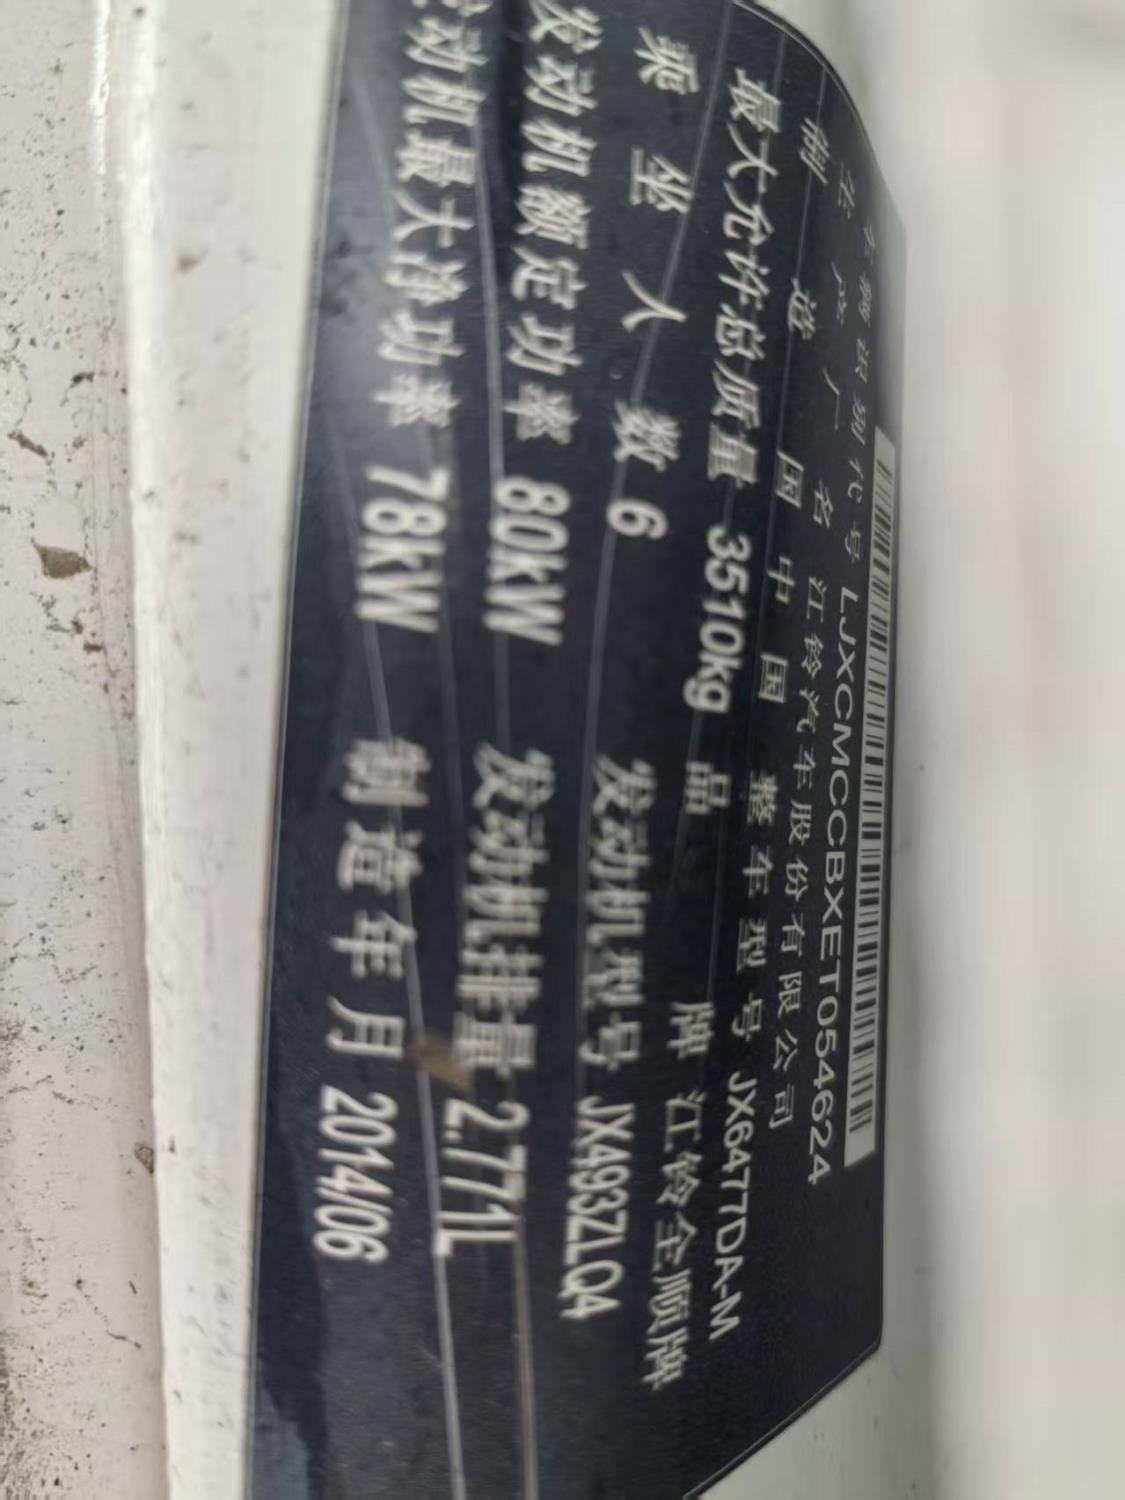 车辆识别代号 LJXCMCCBXET054624
生产厂名 江铃汽车股份有限公司
制造国 中国 整车型号 JX6477DA-M
最大允许总质量 3510kg 品牌 江铃全顺牌
乘坐人数 6 发动机型号 JX493ZLQ4
发动机额定功率 80kW 发动机排量 2.771L
发动机最大净功率 78kW 制造年月 2014/06